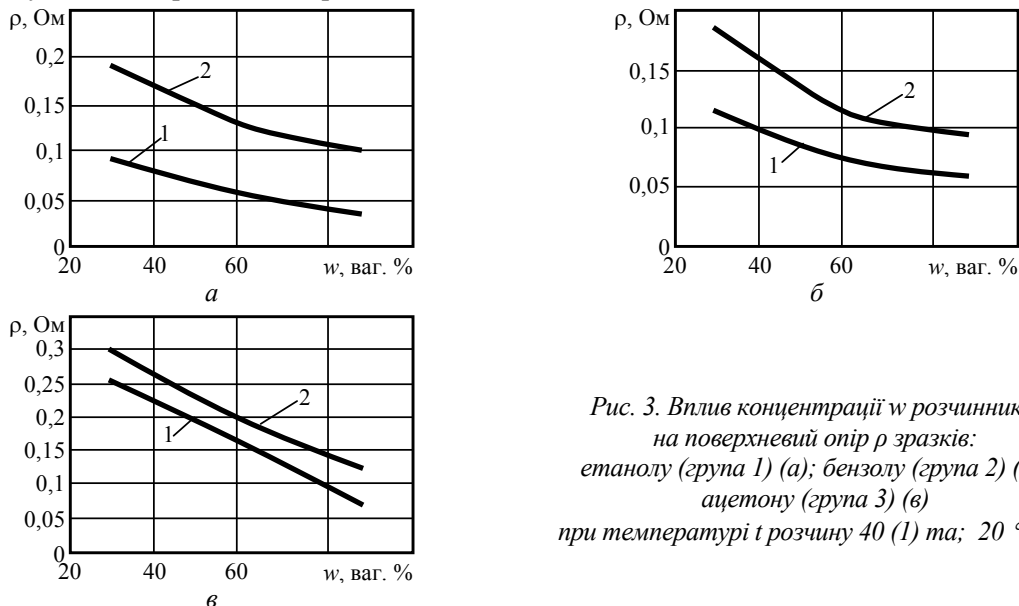 ρ, Ом
0,2
0,15
0,1
0,05
0
20 40 60 w, ваг. %
2
1
а
ρ, Ом
0,15
0,1
0,05
0
20 40 60 w, ваг. %
2
1
б
ρ, Ом
0,3
0,25
0,2
0,15
0,1
0,05
0
20 40 60 w, ваг. %
2
1
в
Рис. 3. Вплив концентрації w розчинник
на поверхневий опір ρ зразків:
етанолу (група 1) (а); бензолу (група 2) (
ацетону (група 3) (в)
при температурі t розчину 40 (1) та; 20 °